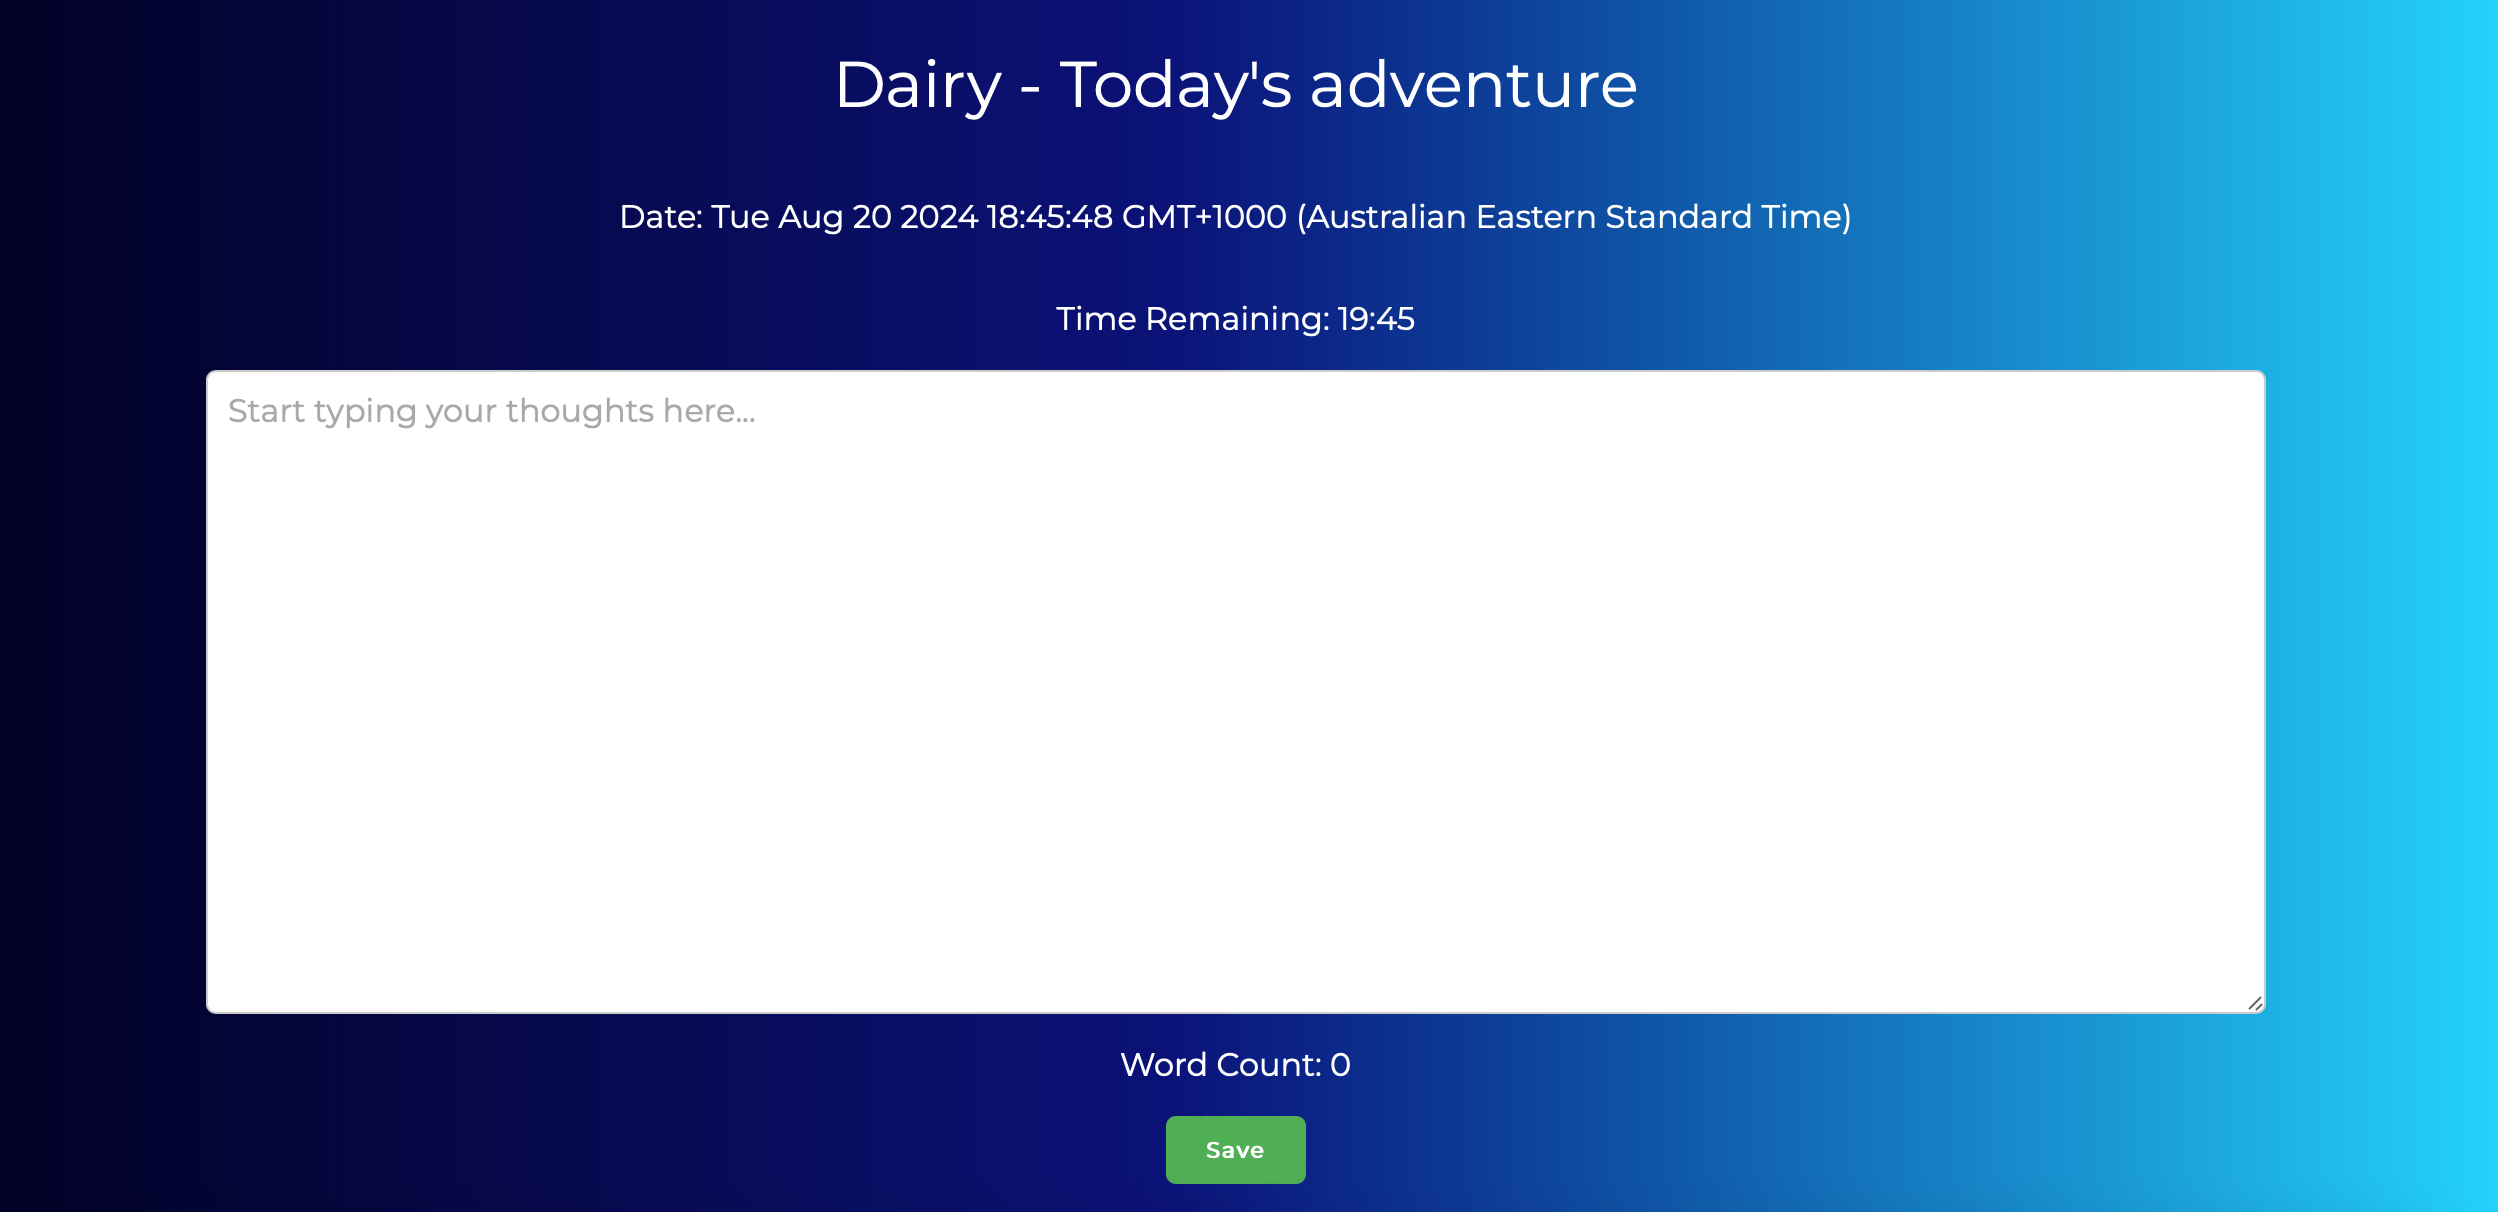 Dairy - Today's adventure
Date: Tue Aug 20 2024 18:45:48 GMT+1000 (Australian Eastern Standard Time)
Time Remaining: 19:45
Start typing your thoughts here...
Word Count: 0
Save